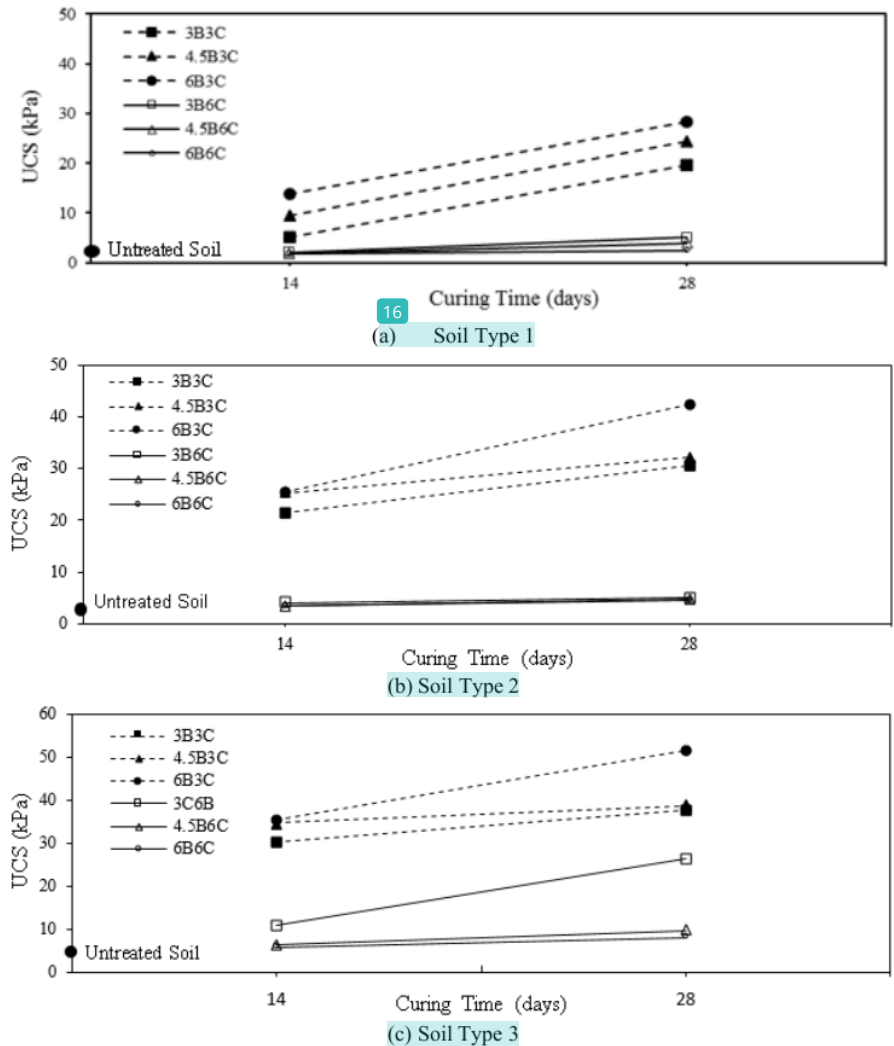 50
40
30
20
10
0
UCS (kPa)
3B3C
4.5B3C
6B3C
3B6C
4.5B6C
6B6C
Untreated Soil
14
28
Curing Time (days)
16
(a) Soil Type 1
50
40
30
20
10
0
UCS (kPa)
3B3C
4.5B3C
6B3C
3B6C
4.5B6C
6B6C
Untreated Soil
14
28
Curing Time (days)
(b) Soil Type 2
60
50
40
30
20
10
0
UCS (kPa)
3B3C
4.5B3C
6B3C
3C6B
4.5B6C
6B6C
Untreated Soil
14
28
Curing Time (days)
(c) Soil Type 3